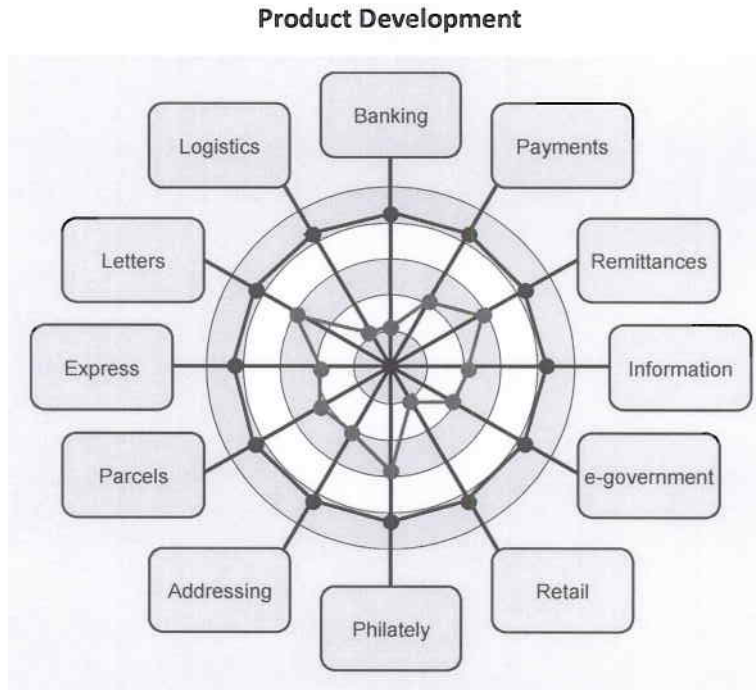 Product Development
Banking
Logistics
Payments
Letters
Remittances
Express
Information
Parcels
e-government
Addressing
Retail
Philately